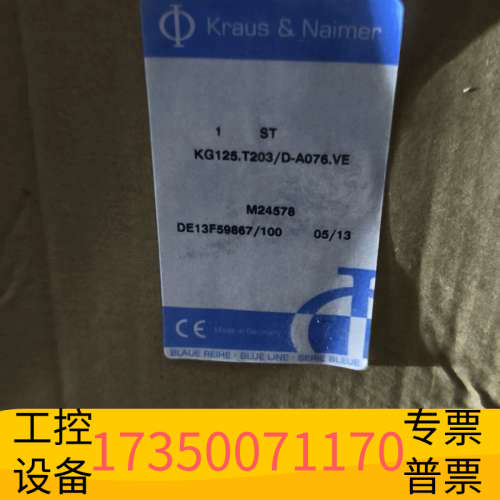 Kraus & Naimer
1 ST
KG125.T203/D-A076.VE
M24578
DE13F59867/100 05/13
CE Made in Germany
BLAUE REIHE · BLUE LINE · SERIE BLEUE
工控 17350071170 专票
设备 普票